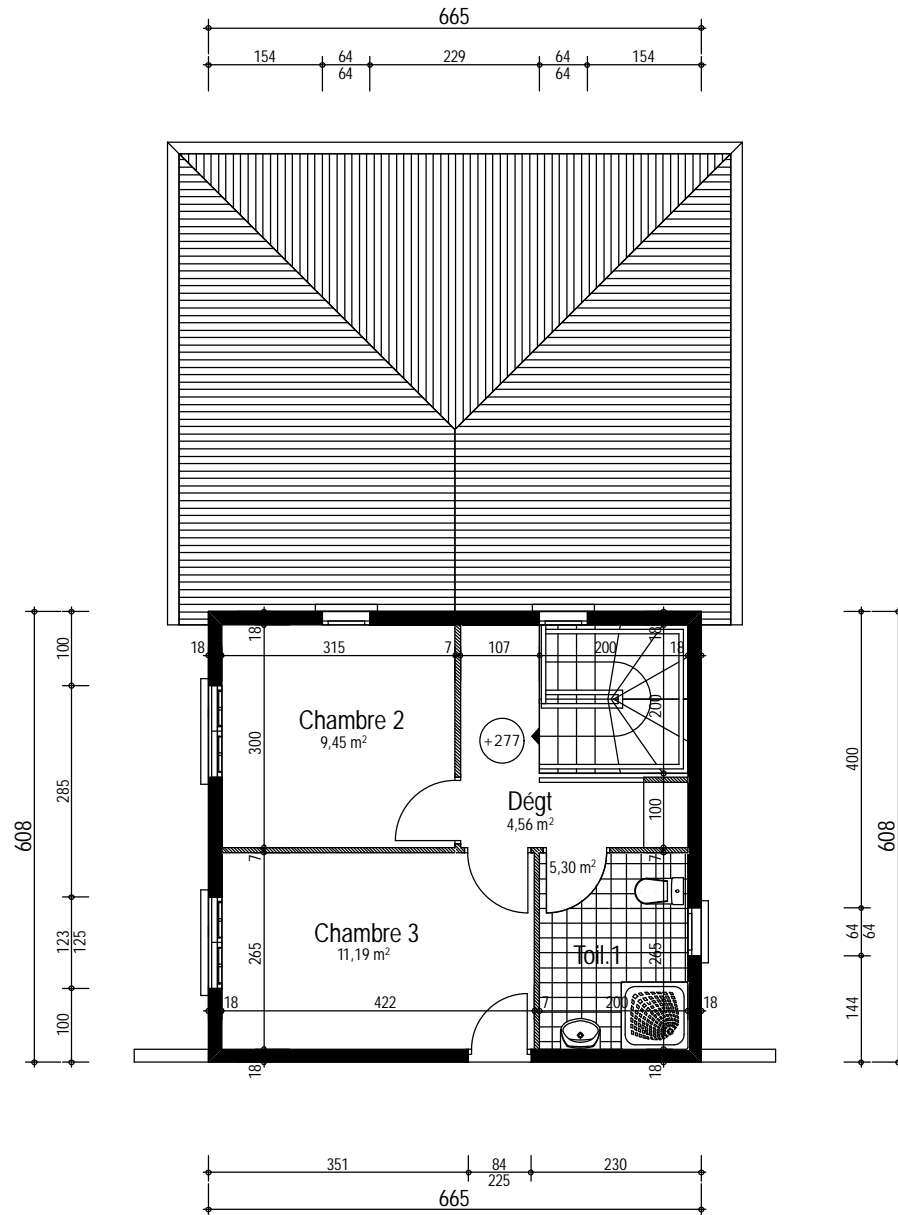 665
154 64 229 64 154
64 64
18 18
18 315 7 107 200 18
100
Chambre 2
9,45 m²
+277
200
300
400
285
Dégt
4,56 m²
100
608
608
7 7
5,30 m²
Chambre 3
11,19 m²
123
125
265
Toil.1
265
64
64
18 422 7 200 18
100
144
18 18
351 84 230
225
665